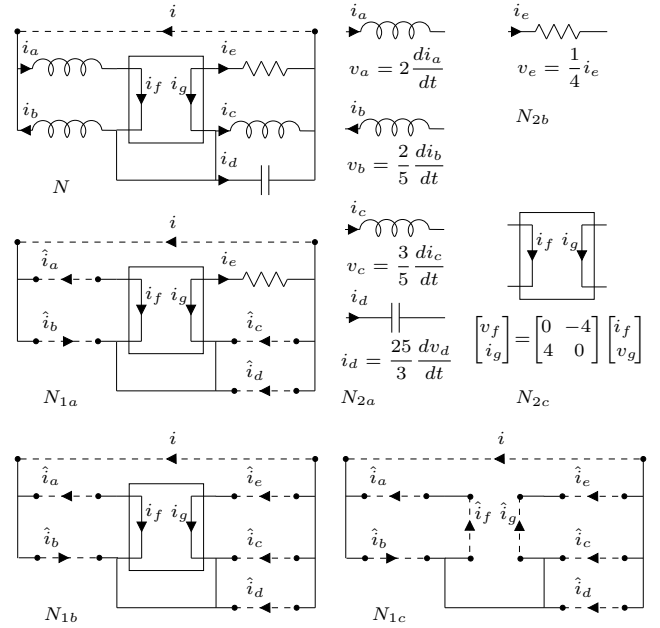 i
i_a
i_e
i_f i_g
i_b
i_c
i_d
N
i_a
v_a = 2 di_a/dt
i_b
v_b = 2/5 di_b/dt
i_c
v_c = 3/5 di_c/dt
i_d
i_d = 25/3 dv_d/dt
N_{2a}
i_e
v_e = 1/4 i_e
N_{2b}
i_f i_g
[v_f i_g] = [0 −4 4 0] [i_f v_g]
N_{2c}
i
î_a
i_e
i_f i_g
î_b
î_c
î_d
N_{1a}
i
î_a
î_e
i_f i_g
î_b
î_c
î_d
N_{1b}
i
î_a
î_e
î_f î_g
î_b
î_c
î_d
N_{1c}